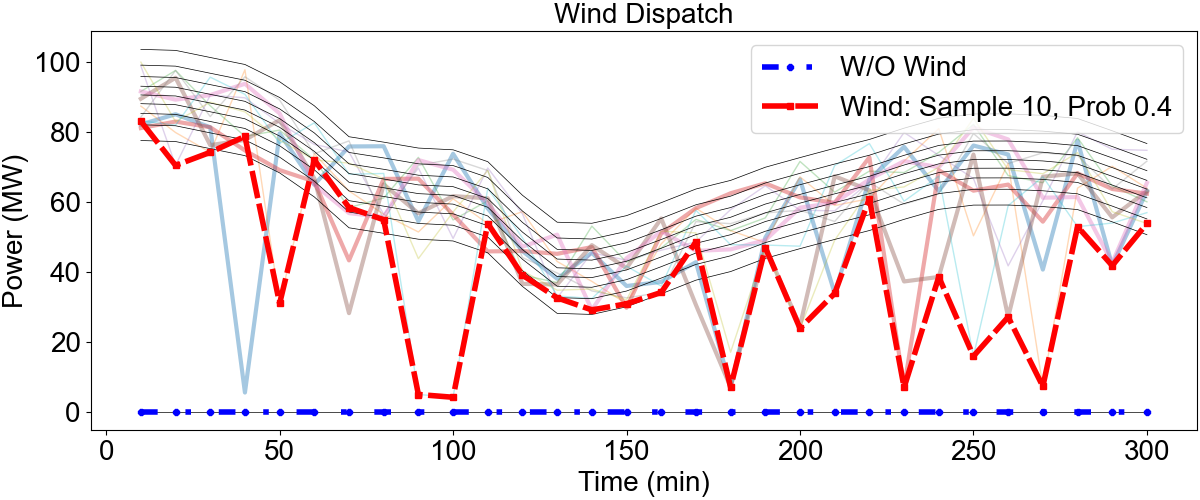 Wind Dispatch
Power (MW)
100
80
60
40
20
0
W/O Wind
Wind: Sample 10, Prob 0.4
0 50 100 150 200 250 300
Time (min)